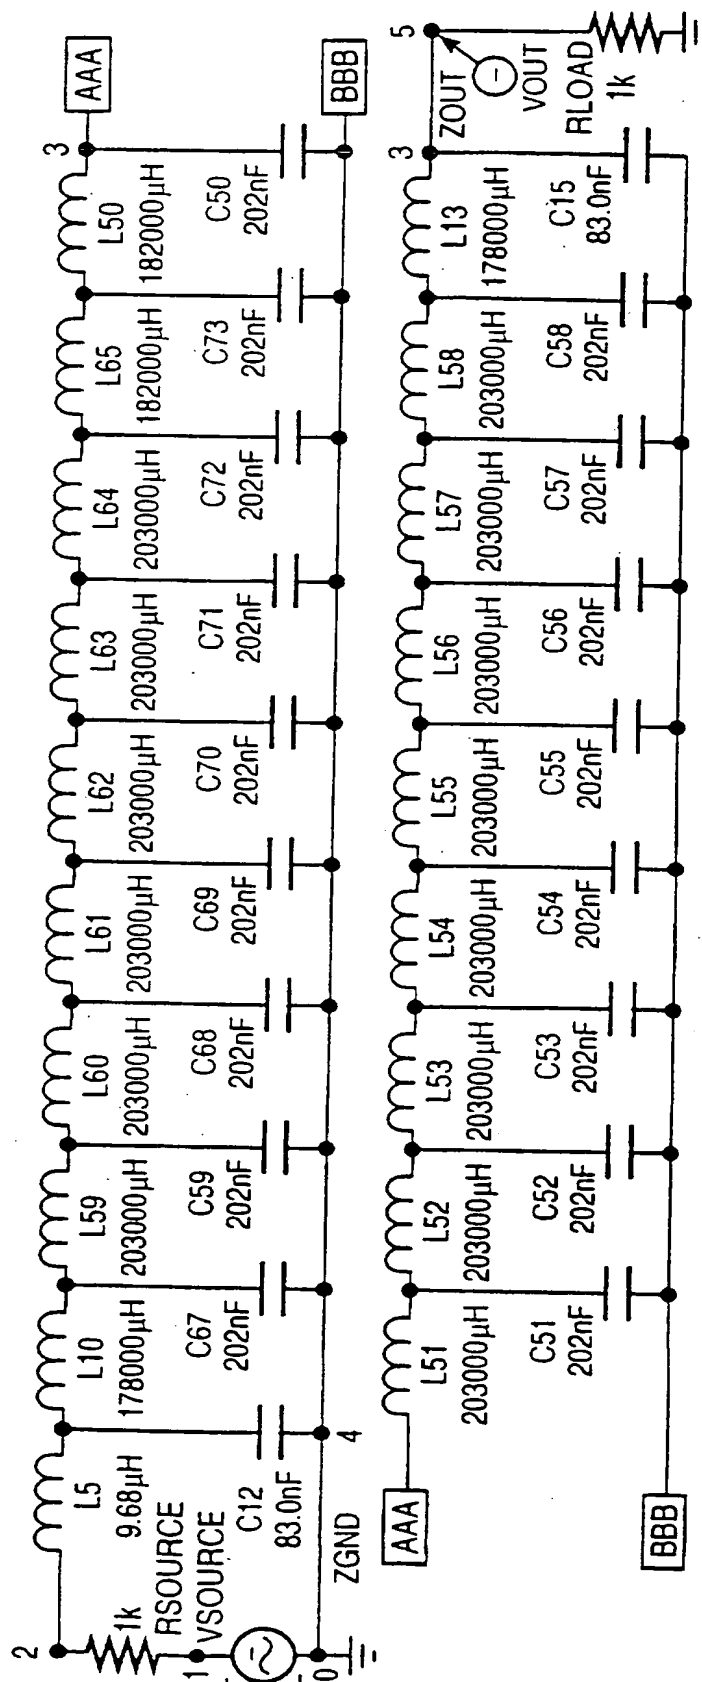 2
1k
RSOURCE
1
VSOURCE
0
ZGND
4
L5
9.68µH
C12
83.0nF
L10
178000µH
C67
202nF
L59
203000µH
C59
202nF
L60
203000µH
C68
202nF
L61
203000µH
C69
202nF
L62
203000µH
C70
202nF
L63
203000µH
C71
202nF
L64
203000µH
C72
202nF
L65
182000µH
C73
202nF
L50
182000µH
C50
202nF
3
AAA
BBB
AAA
BBB
L51
203000µH
C51
202nF
L52
203000µH
C52
202nF
L53
203000µH
C53
202nF
L54
203000µH
C54
202nF
L55
203000µH
C55
202nF
L56
203000µH
C56
202nF
L57
203000µH
C57
202nF
L58
203000µH
C58
202nF
L13
178000µH
C15
83.0nF
3
5
ZOUT
VOUT
RLOAD
1k